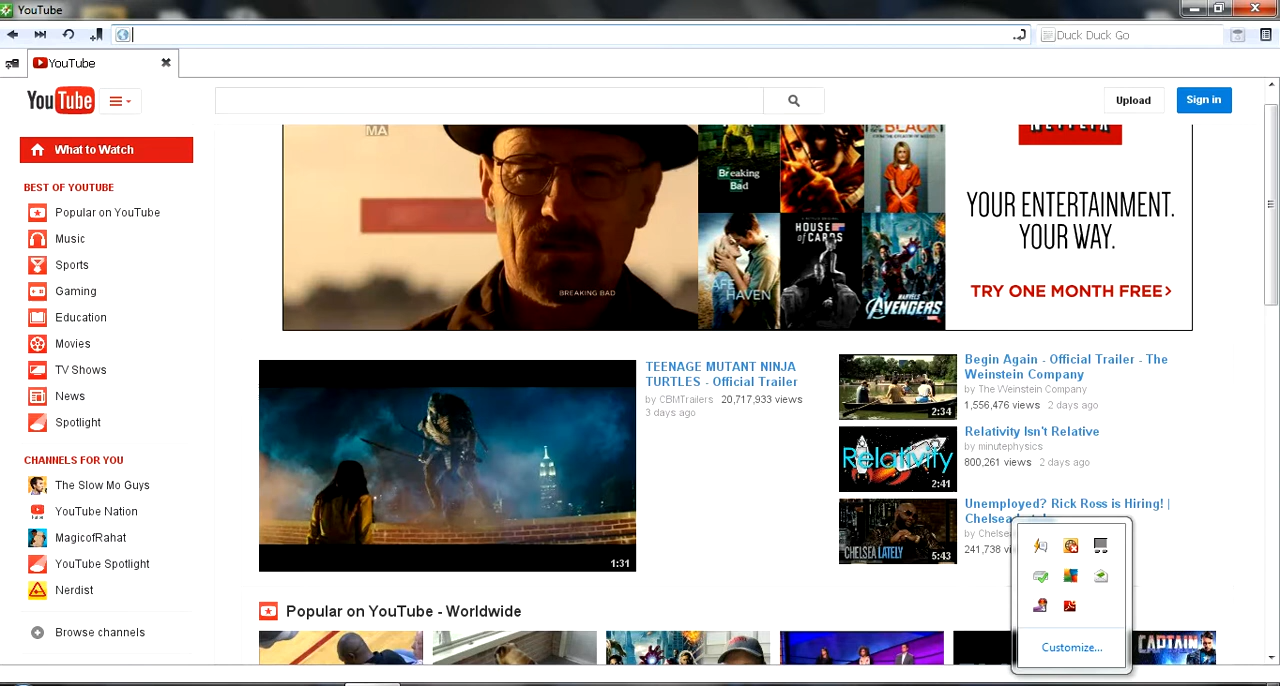 YouTube
Duck Duck Go
YouTube
YouTube
Upload
Sign in
What to Watch
BEST OF YOUTUBE
Popular on YouTube
Music
Sports
Gaming
Education
Movies
TV Shows
News
Spotlight
CHANNELS FOR YOU
The Slow Mo Guys
YouTube Nation
MagicofRahat
YouTube Spotlight
Nerdist
Browse channels
MA
BREAKING BAD
Breaking
Bad
BLACK
HOUSE
of CARDS
SAFE
HAVEN
MARVEL'S
AVENGERS
NETFLIX
YOUR ENTERTAINMENT.
YOUR WAY.
TRY ONE MONTH FREE>
1:31
TEENAGE MUTANT NINJA
TURTLES - Official Trailer
by CBMTrailers 20,717,933 views
3 days ago
2:34
Begin Again - Official Trailer - The
Weinstein Company
by The Weinstein Company
1,556,476 views 2 days ago
Relativity
2:41
Relativity Isn't Relative
by minutephysics
800,261 views 2 days ago
CHELSEA LATELY
5:43
Unemployed? Rick Ross is Hiring! |
Chelsea
by
241,738
Customize...
Popular on YouTube - Worldwide
CAPTAIN